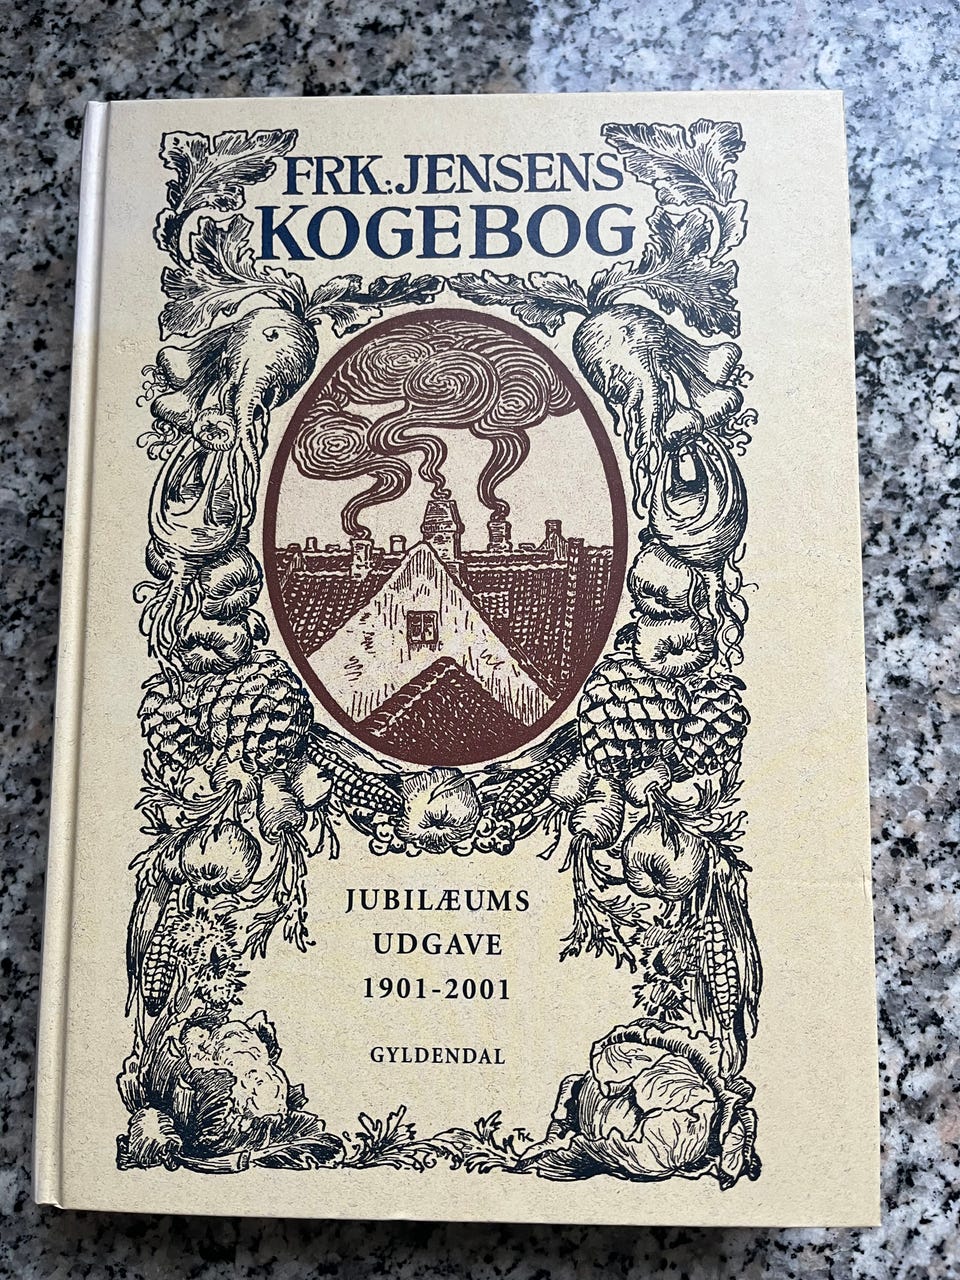 FRK: JENSENS
KOGEBOG
JUBILÆUMS
UDGAVE
1901-2001
GYLDENDAL